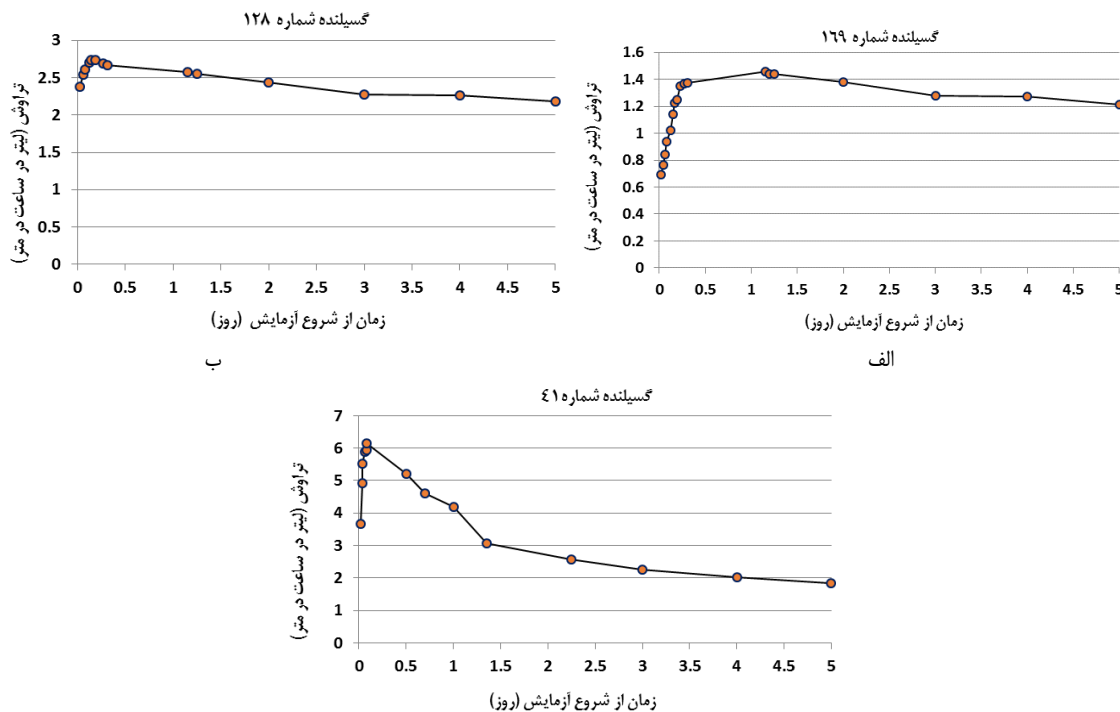 گسیلنده شماره ١٦٩
تراوش (لیتر در ساعت در متر)
1.6
1.4
1.2
1
0.8
0.6
0.4
0.2
0
0 0.5 1 1.5 2 2.5 3 3.5 4 4.5 5
زمان از شروع آزمایش (روز)
الف
گسیلنده شماره ١٢٨
تراوش (لیتر در ساعت در متر)
3
2.5
2
1.5
1
0.5
0
0 0.5 1 1.5 2 2.5 3 3.5 4 4.5 5
زمان از شروع آزمایش (روز)
ب
گسیلنده شماره ٤١
تراوش (لیتر در ساعت در متر)
7
6
5
4
3
2
1
0
0 0.5 1 1.5 2 2.5 3 3.5 4 4.5 5
زمان از شروع آزمایش (روز)